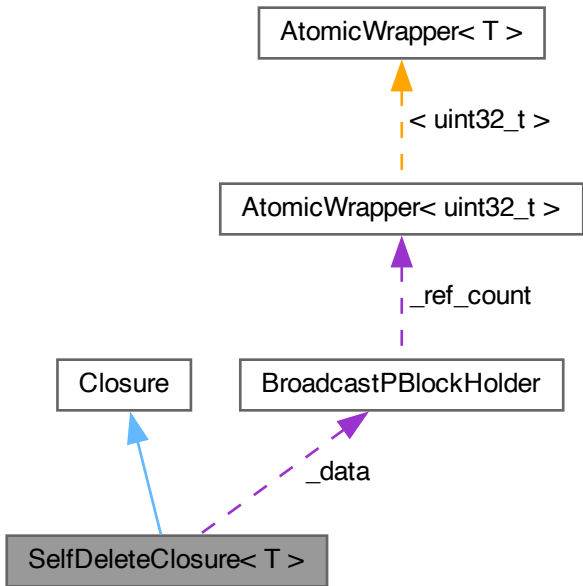 AtomicWrapper< T >
< uint32_t >
AtomicWrapper< uint32_t >
_ref_count
Closure
BroadcastPBlockHolder
_data
SelfDeleteClosure< T >